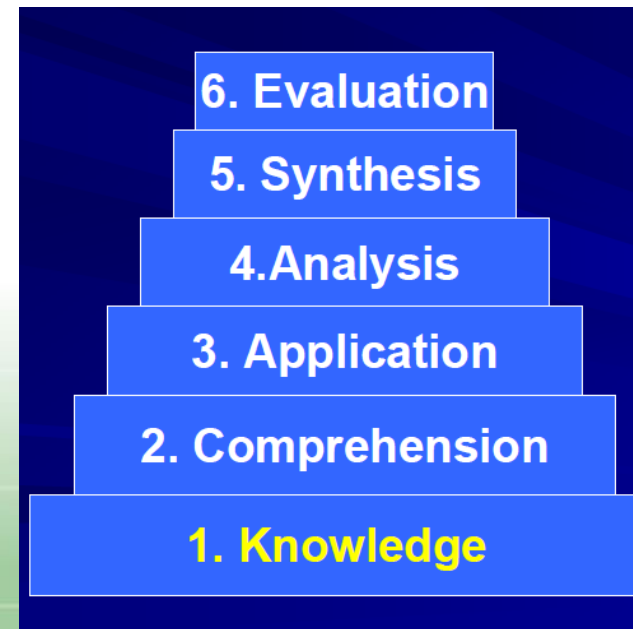 6. Evaluation
5. Synthesis
4.Analysis
3. Application
2. Comprehension
1. Knowledge